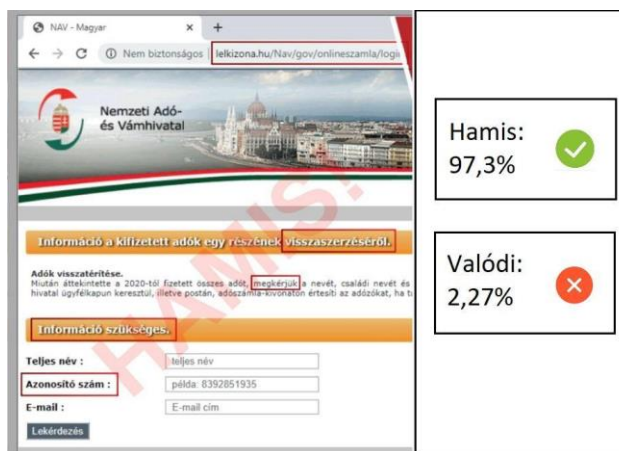 NAV - Magyar
Nem biztonságos
lelkizona.hu/Nav/gov/onlineszamla/logi
Nemzeti Adó-
és Vámhivatal
Információ a kifizetett adók egy részének visszaszerzéséről.
Adók visszatérítése.
Miután áttekintette a 2020-tól fizetett összes adót, megkérjük a nevét, családi nevét és
hivatal ügyfélkapun keresztül, illetve postán, adószámla-kivonaton értesíti az adózókat, ha
HAMIS!
Információ szükséges.
Teljes név :
teljes név
Azonosító szám :
példa: 8392851935
E-mail :
E-mail cím
Lekérdezés
Hamis:
97,3%
Valódi:
2,27%